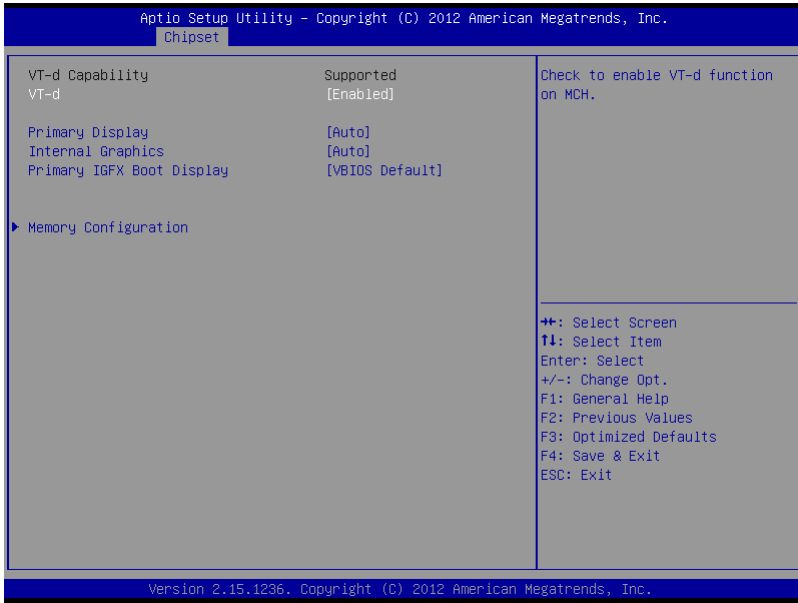 Aptio Setup Utility – Copyright (C) 2012 American Megatrends, Inc.
Chipset
VT-d Capability Supported
VT-d [Enabled]
Primary Display [Auto]
Internal Graphics [Auto]
Primary IGFX Boot Display [VBIOS Default]
Memory Configuration
Check to enable VT-d function
on MCH.
→←: Select Screen
↑↓: Select Item
Enter: Select
+/-: Change Opt.
F1: General Help
F2: Previous Values
F3: Optimized Defaults
F4: Save & Exit
ESC: Exit
Version 2.15.1236. Copyright (C) 2012 American Megatrends, Inc.